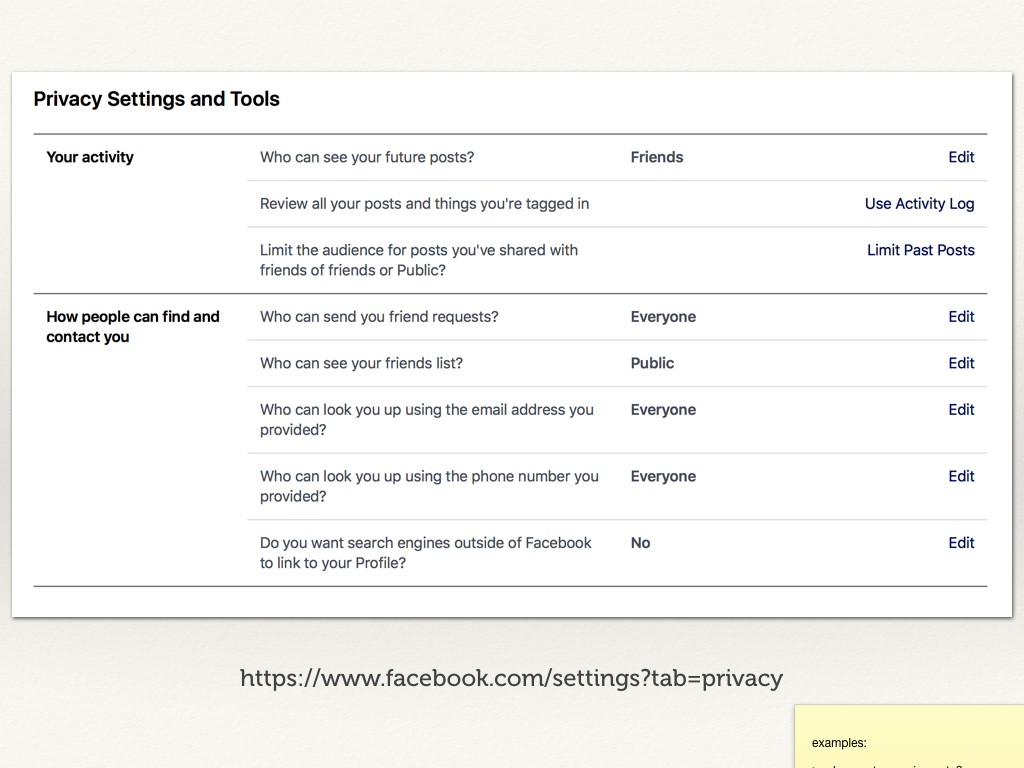 Privacy Settings and Tools
Your activity
Who can see your future posts?
Friends
Edit
Review all your posts and things you're tagged in
Use Activity Log
Limit the audience for posts you've shared with
friends of friends or Public?
Limit Past Posts
How people can find and
contact you
Who can send you friend requests?
Everyone
Edit
Who can see your friends list?
Public
Edit
Who can look you up using the email address you
provided?
Everyone
Edit
Who can look you up using the phone number you
provided?
Everyone
Edit
Do you want search engines outside of Facebook
to link to your Profile?
No
Edit
https://www.facebook.com/settings?tab=privacy
examples: